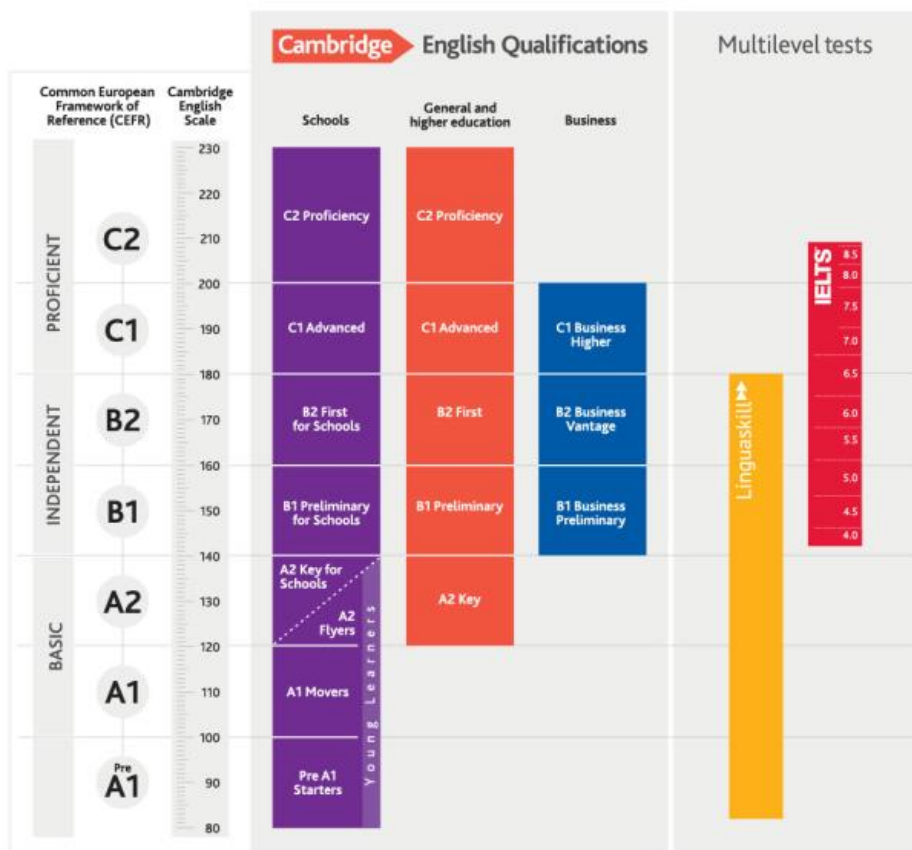 Cambridge English Qualifications
Multilevel tests
Common European
Framework of
Reference (CEFR)
Cambridge
English
Scale
Schools
General and
higher education
Business
PROFICIENT
INDEPENDENT
BASIC
C2
C1
B2
B1
A2
A1
Pre
A1
230
220
210
200
190
180
170
160
150
140
130
120
110
100
90
80
C2 Proficiency
C1 Advanced
B2 First
for Schools
B1 Preliminary
for Schools
A2 Key for
Schools
A2
Flyers
A1 Movers
Pre A1
Starters
Young Learners
C2 Proficiency
C1 Advanced
B2 First
B1 Preliminary
A2 Key
C1 Business
Higher
B2 Business
Vantage
B1 Business
Preliminary
Linguaskill
IELTS
8.5
8.0
7.5
7.0
6.5
6.0
5.5
5.0
4.5
4.0